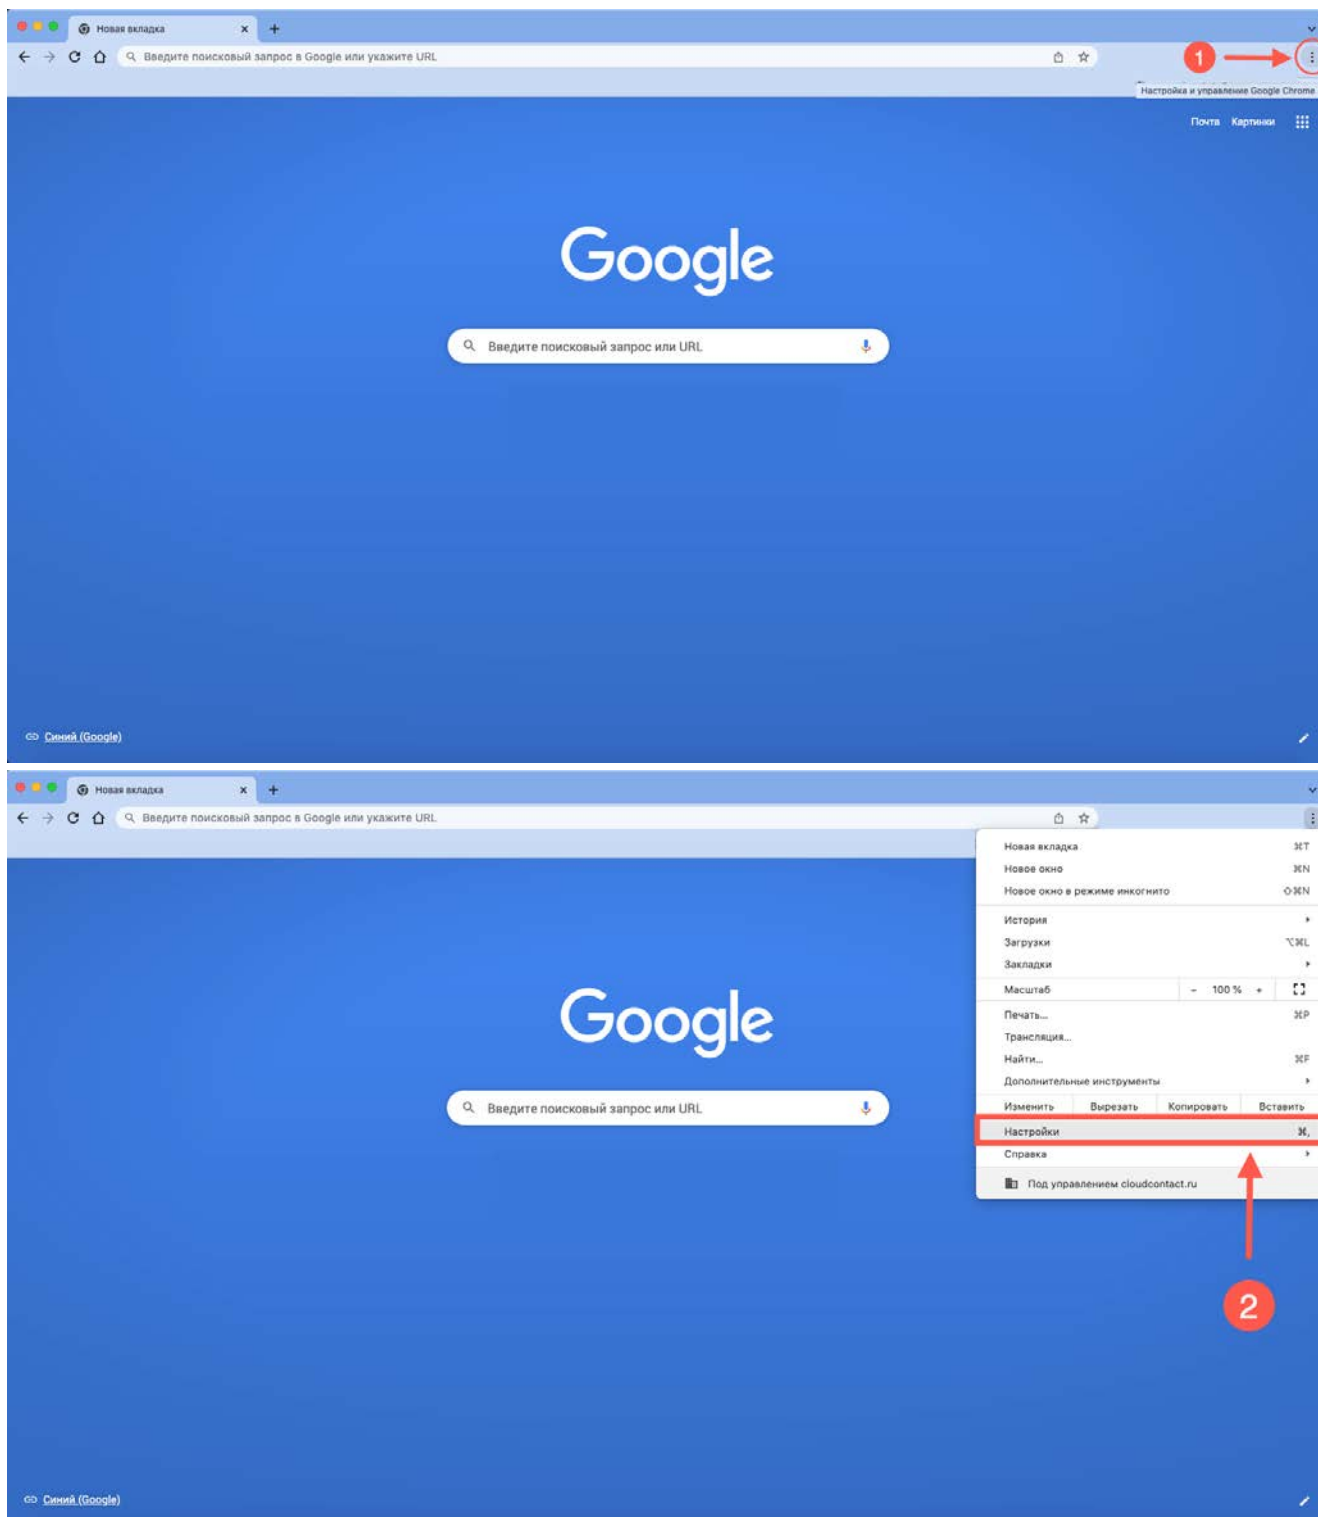 Новая вкладка
Введите поисковый запрос в Google или укажите URL
1
Настройка и управление Google Chrome
Почта Картинки
Google
Введите поисковый запрос или URL
Синий (Google)
Новая вкладка
Введите поисковый запрос в Google или укажите URL
Новая вкладка ⌘T
Новое окно ⌘N
Новое окно в режиме инкогнито ⇧⌘N
История
Загрузки ⌥⌘L
Закладки
Масштаб - 100 % +
Печать... ⌘P
Трансляция...
Найти... ⌘F
Дополнительные инструменты
Изменить Вырезать Копировать Вставить
Настройки ⌘,
Справка
Под управлением cloudcontact.ru
Google
Введите поисковый запрос или URL
2
Синий (Google)